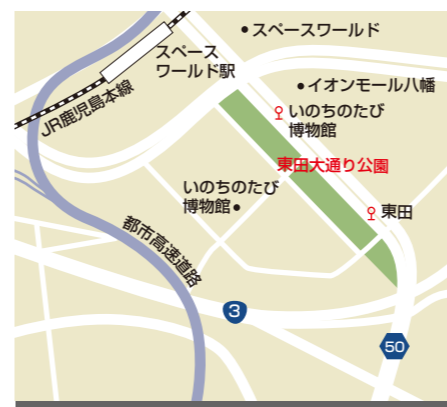 スペースワールド
スペース
ワールド駅
イオンモール八幡
JR鹿児島本線
いのちのたび
博物館
東田大通り公園
いのちのたび
博物館
東田
都市高速道路
3
50